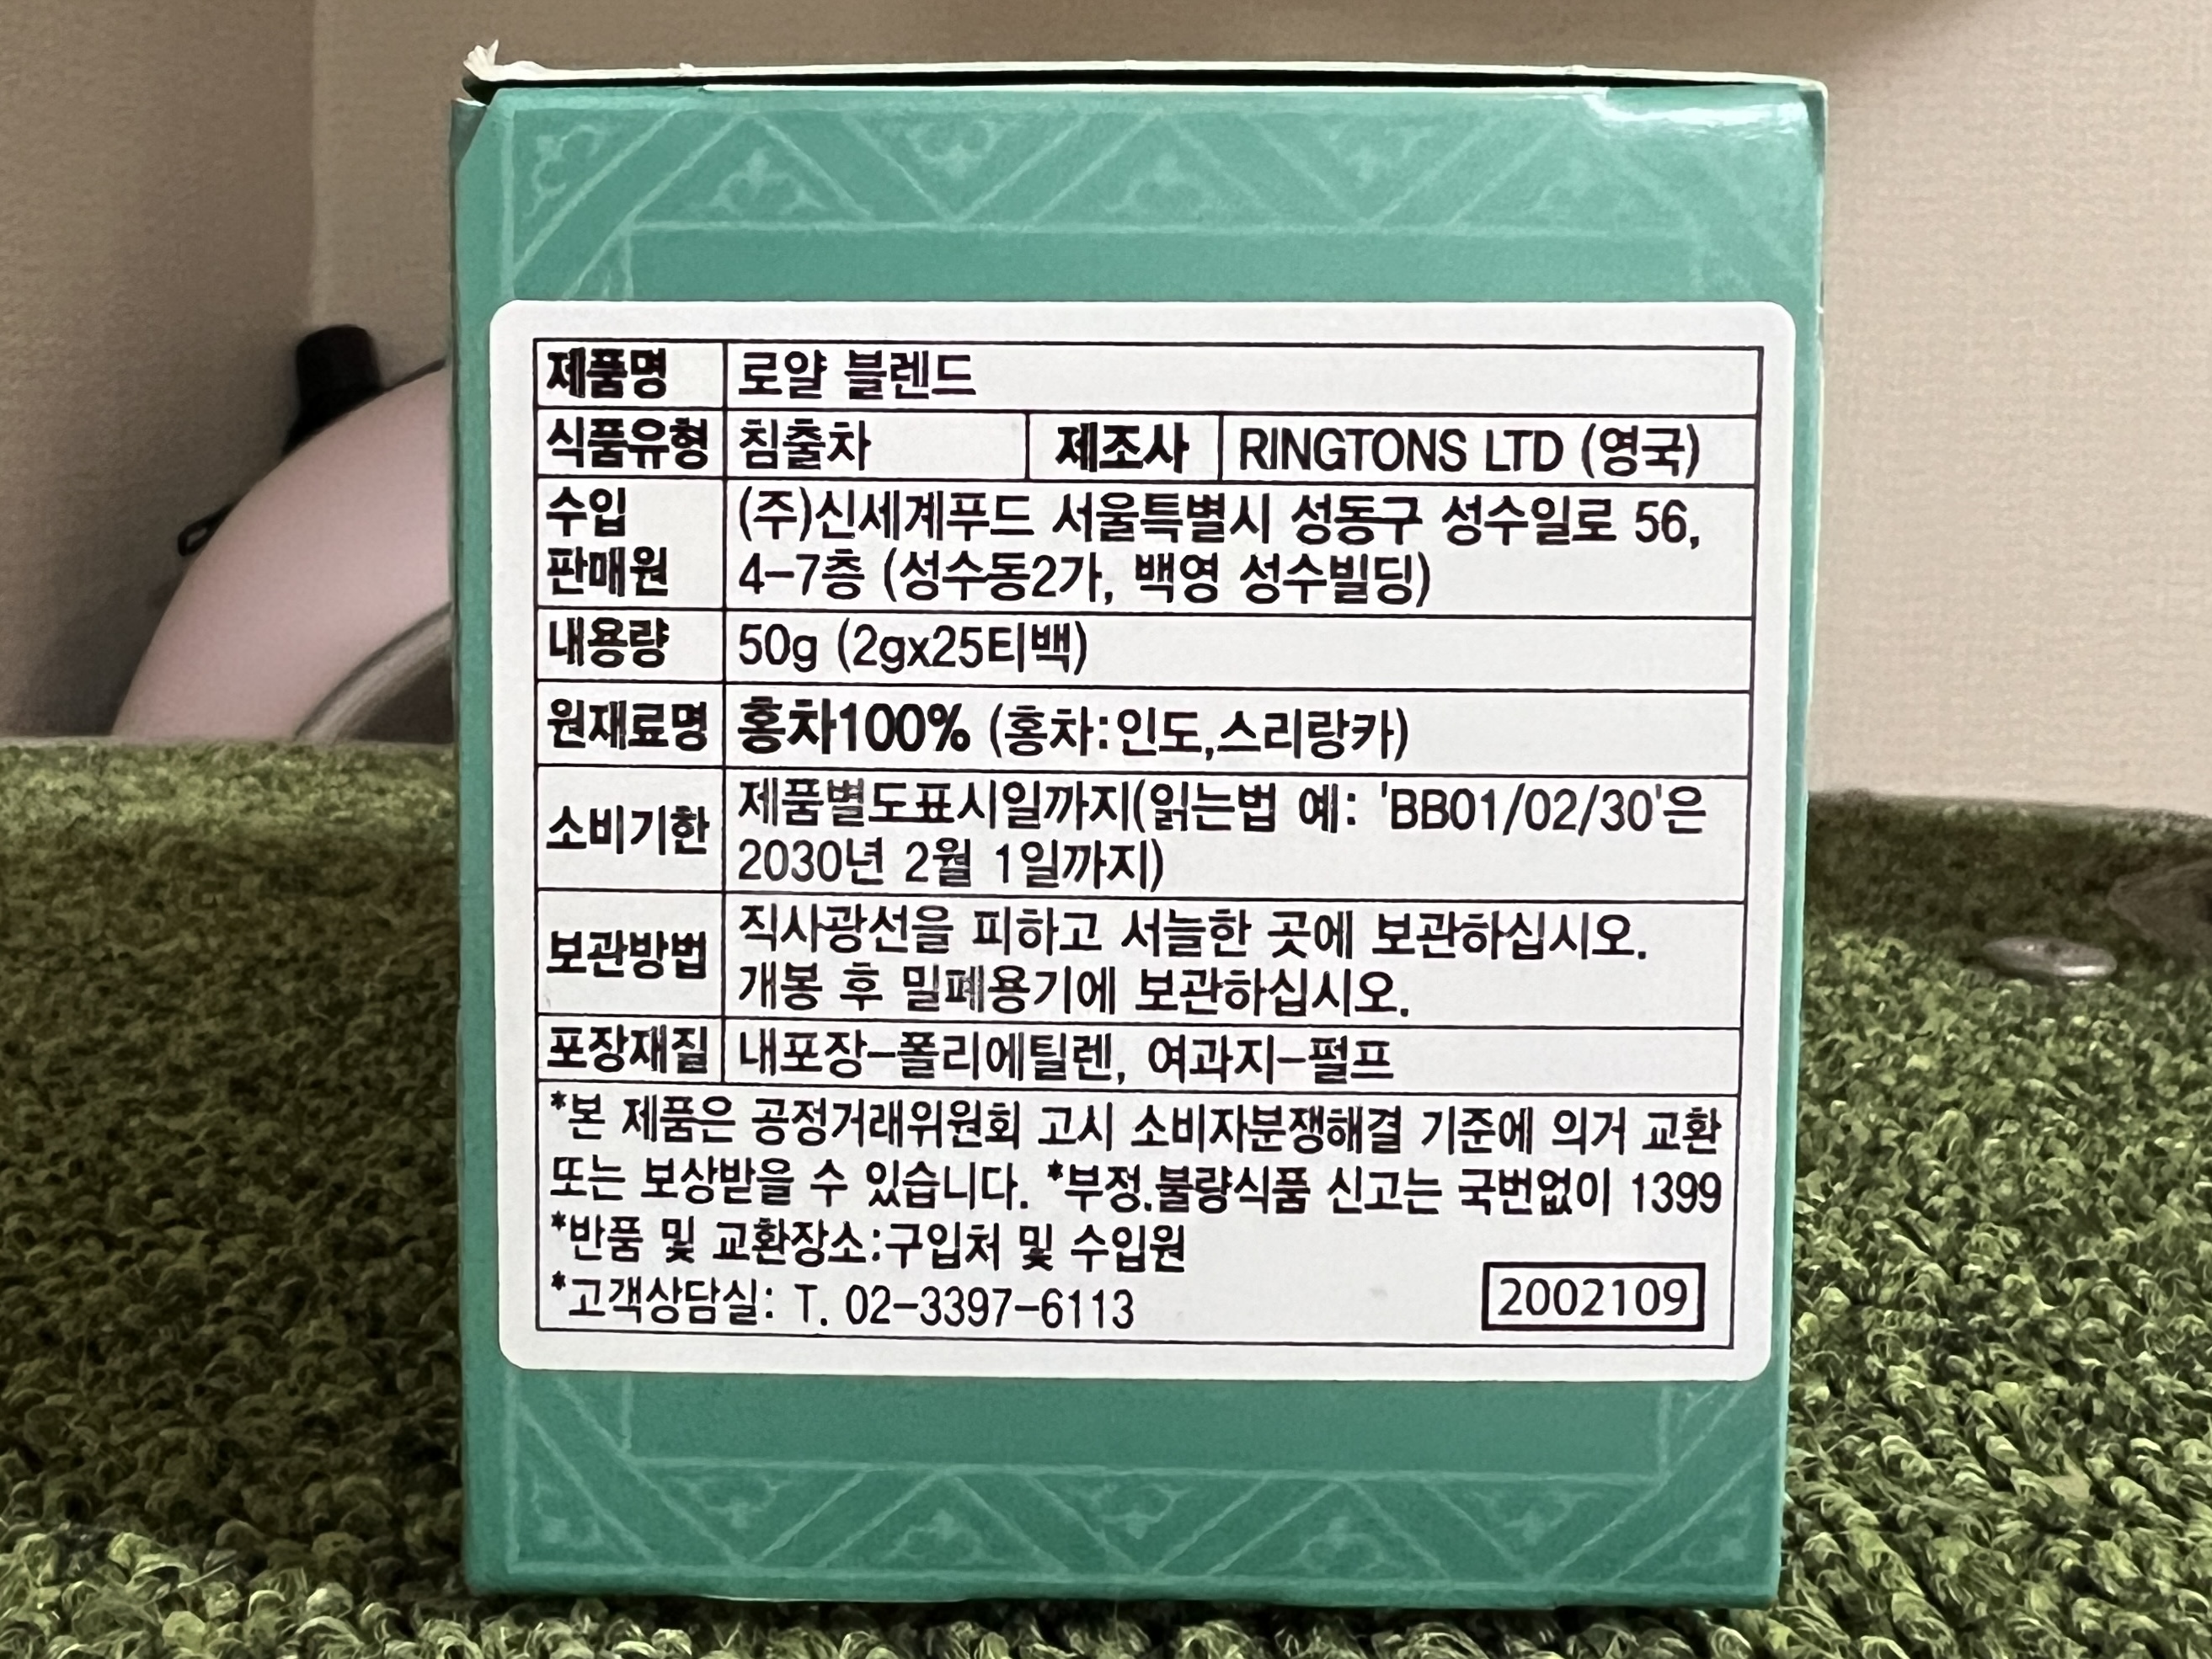 제품명 로얄 블렌드
식품유형 침출차 제조사 RINGTONS LTD (영국)
수입 (주)신세계푸드 서울특별시 성동구 성수일로 56,
판매원 4-7층 (성수동2가, 백영 성수빌딩)
내용량 50g (2gx25티백)
원재료명 홍차100% (홍차:인도,스리랑카)
소비기한 제품별도표시일까지(읽는법 예: 'BB01/02/30'은
2030년 2월 1일까지)
보관방법 직사광선을 피하고 서늘한 곳에 보관하십시오.
개봉 후 밀폐용기에 보관하십시오.
포장재질 내포장-폴리에틸렌, 여과지-펄프
*본 제품은 공정거래위원회 고시 소비자분쟁해결 기준에 의거 교환
또는 보상받을 수 있습니다. *부정.불량식품 신고는 국번없이 1399
*반품 및 교환장소:구입처 및 수입원
*고객상담실: T. 02-3397-6113 2002109